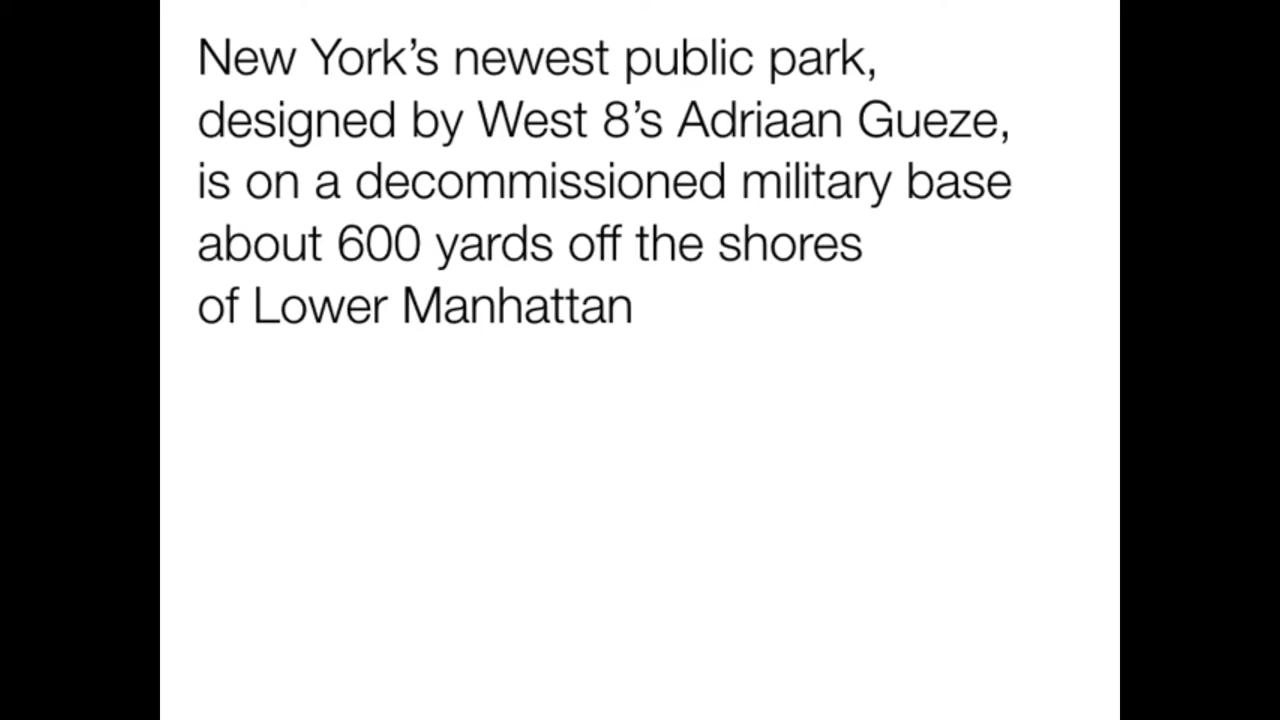 New York’s newest public park,
designed by West 8’s Adriaan Gueze,
is on a decommissioned military base
about 600 yards off the shores
of Lower Manhattan